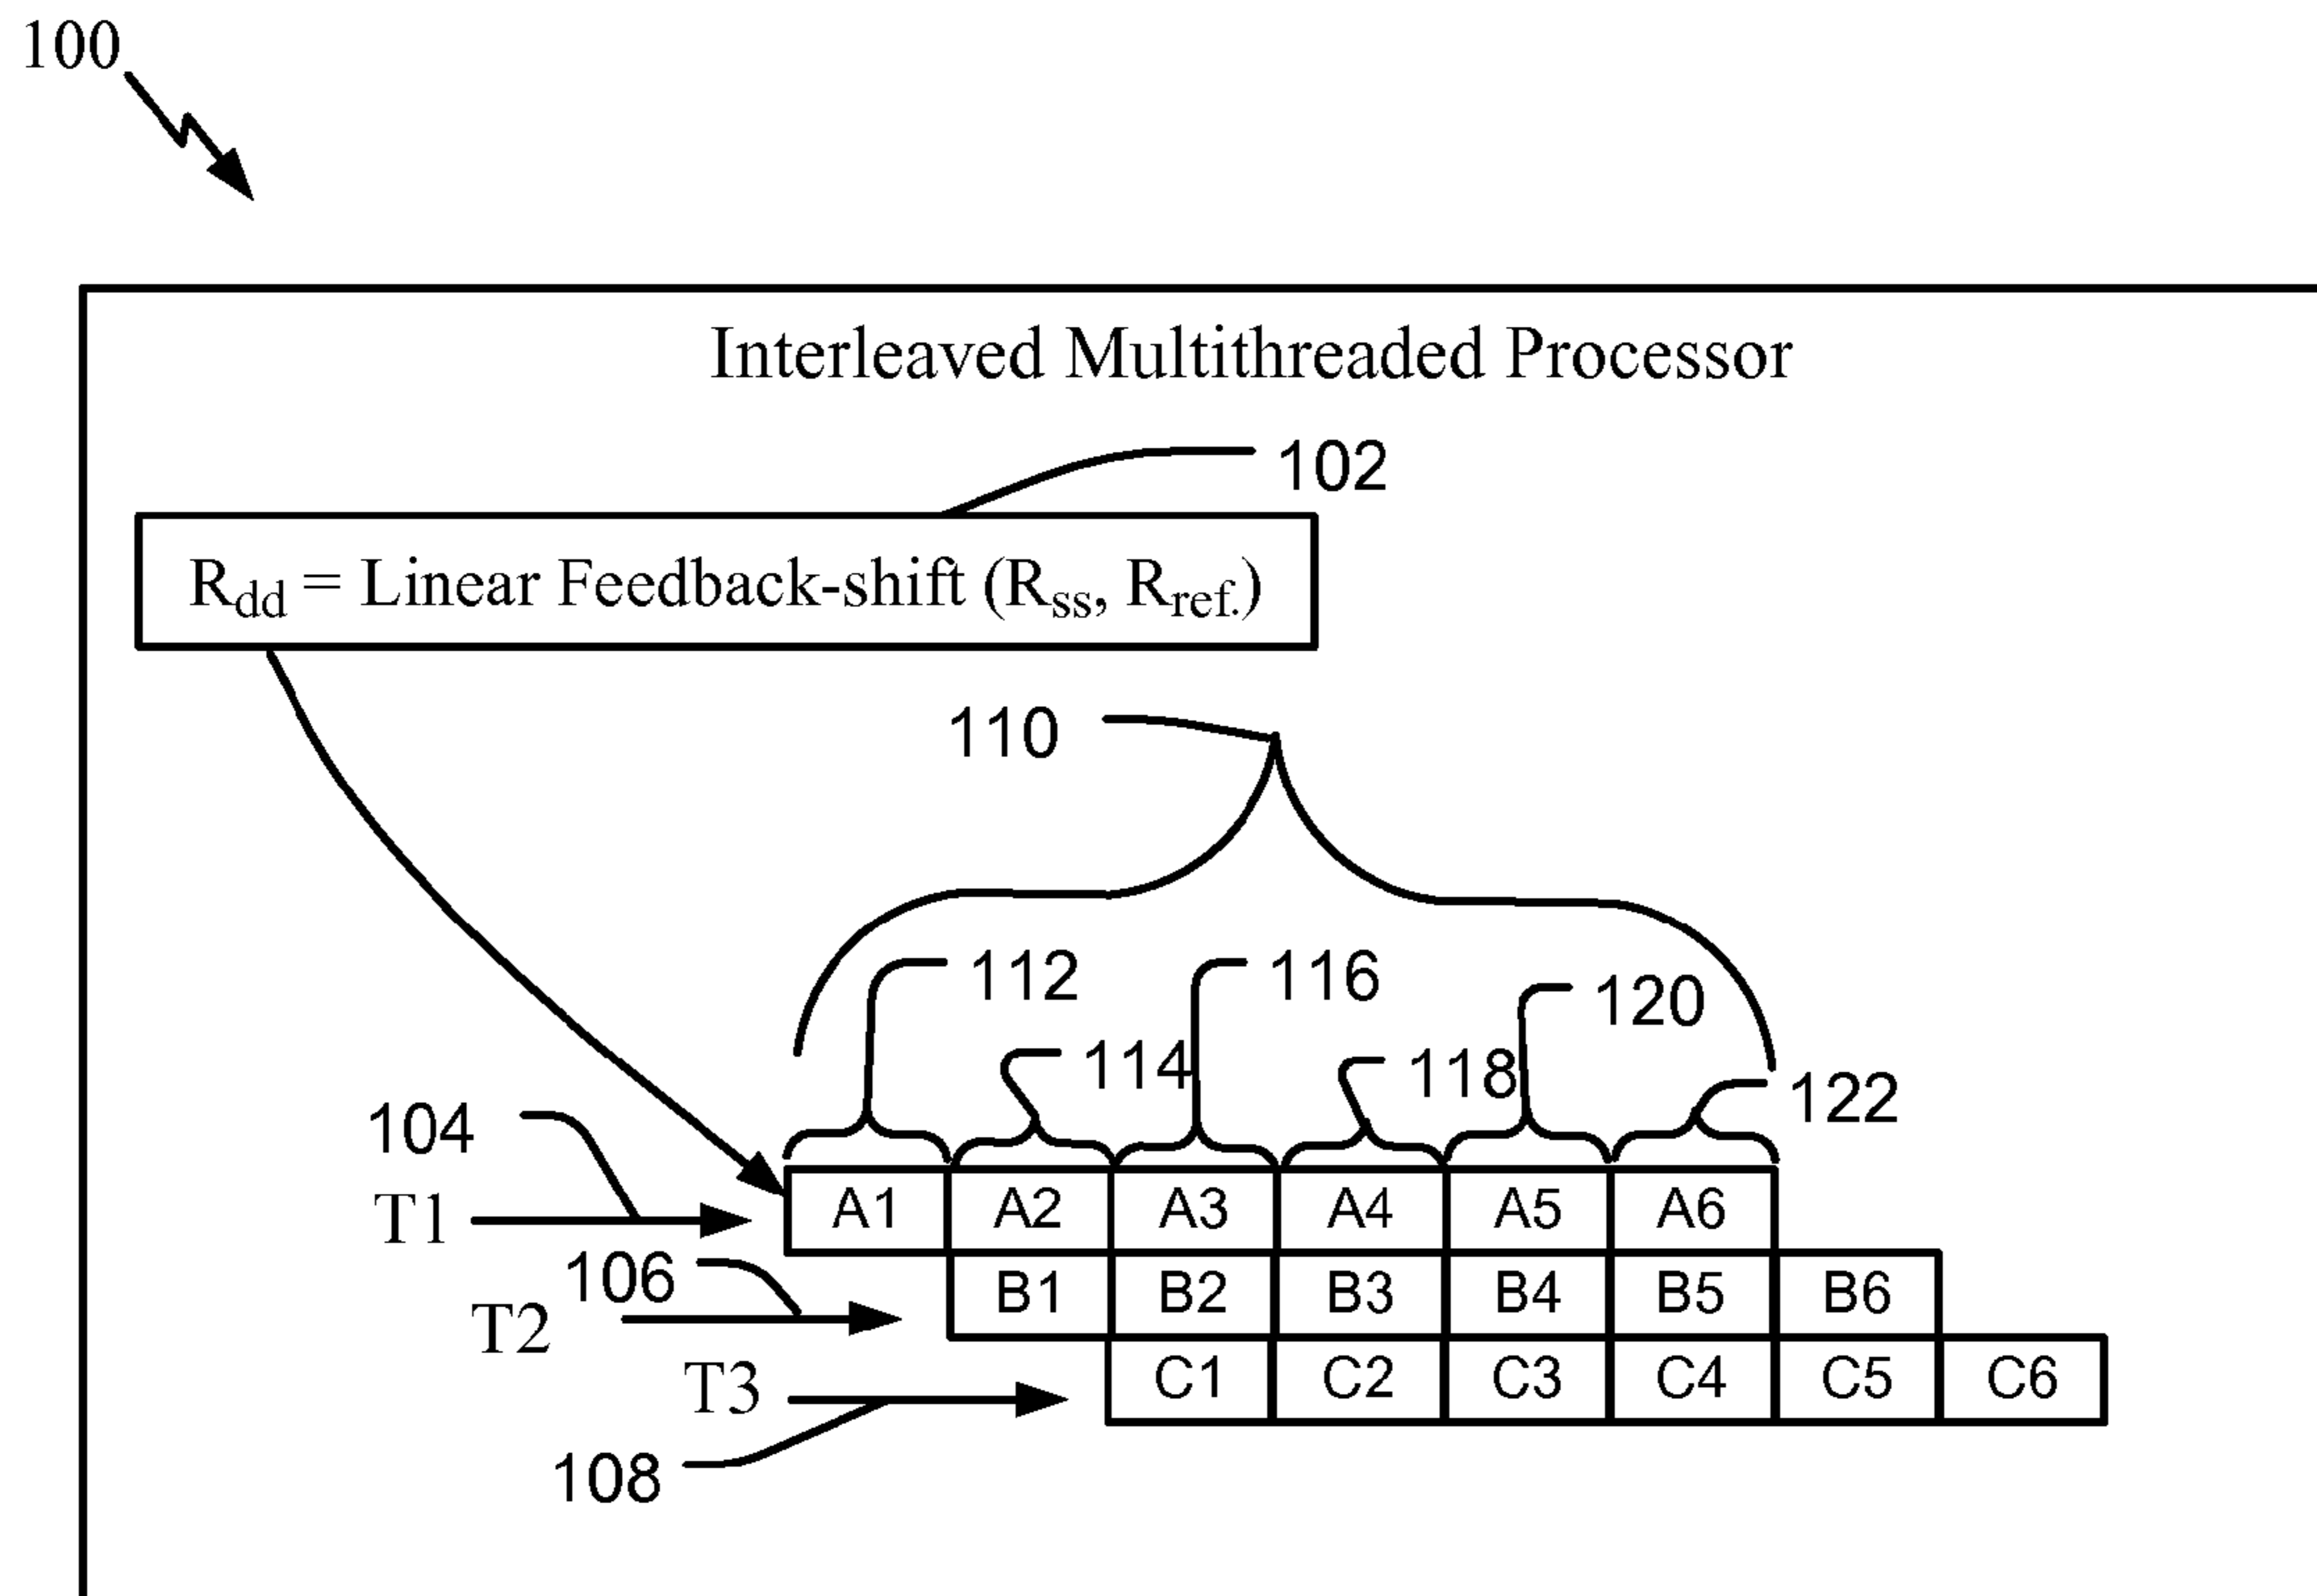 100
Interleaved Multithreaded Processor
102
Rdd = Linear Feedback-shift (Rss, Rref.)
110
112
116
120
114
118
122
104
T1
A1 A2 A3 A4 A5 A6
106
T2
B1 B2 B3 B4 B5 B6
T3
C1 C2 C3 C4 C5 C6
108